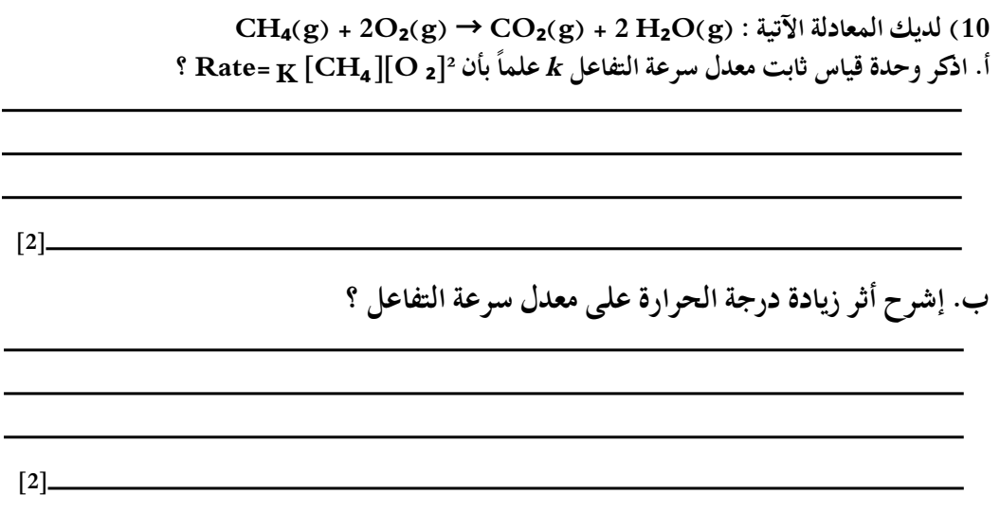 10) لديك المعادلة الآتية : CH₄(g) + 2O₂(g) → CO₂(g) + 2 H₂O(g)
أ. اذكر وحدة قياس ثابت معدل سرعة التفاعل k علماً بأن Rate= K [CH₄][O ₂]² ؟
[2]
ب. إشرح أثر زيادة درجة الحرارة على معدل سرعة التفاعل ؟
[2]